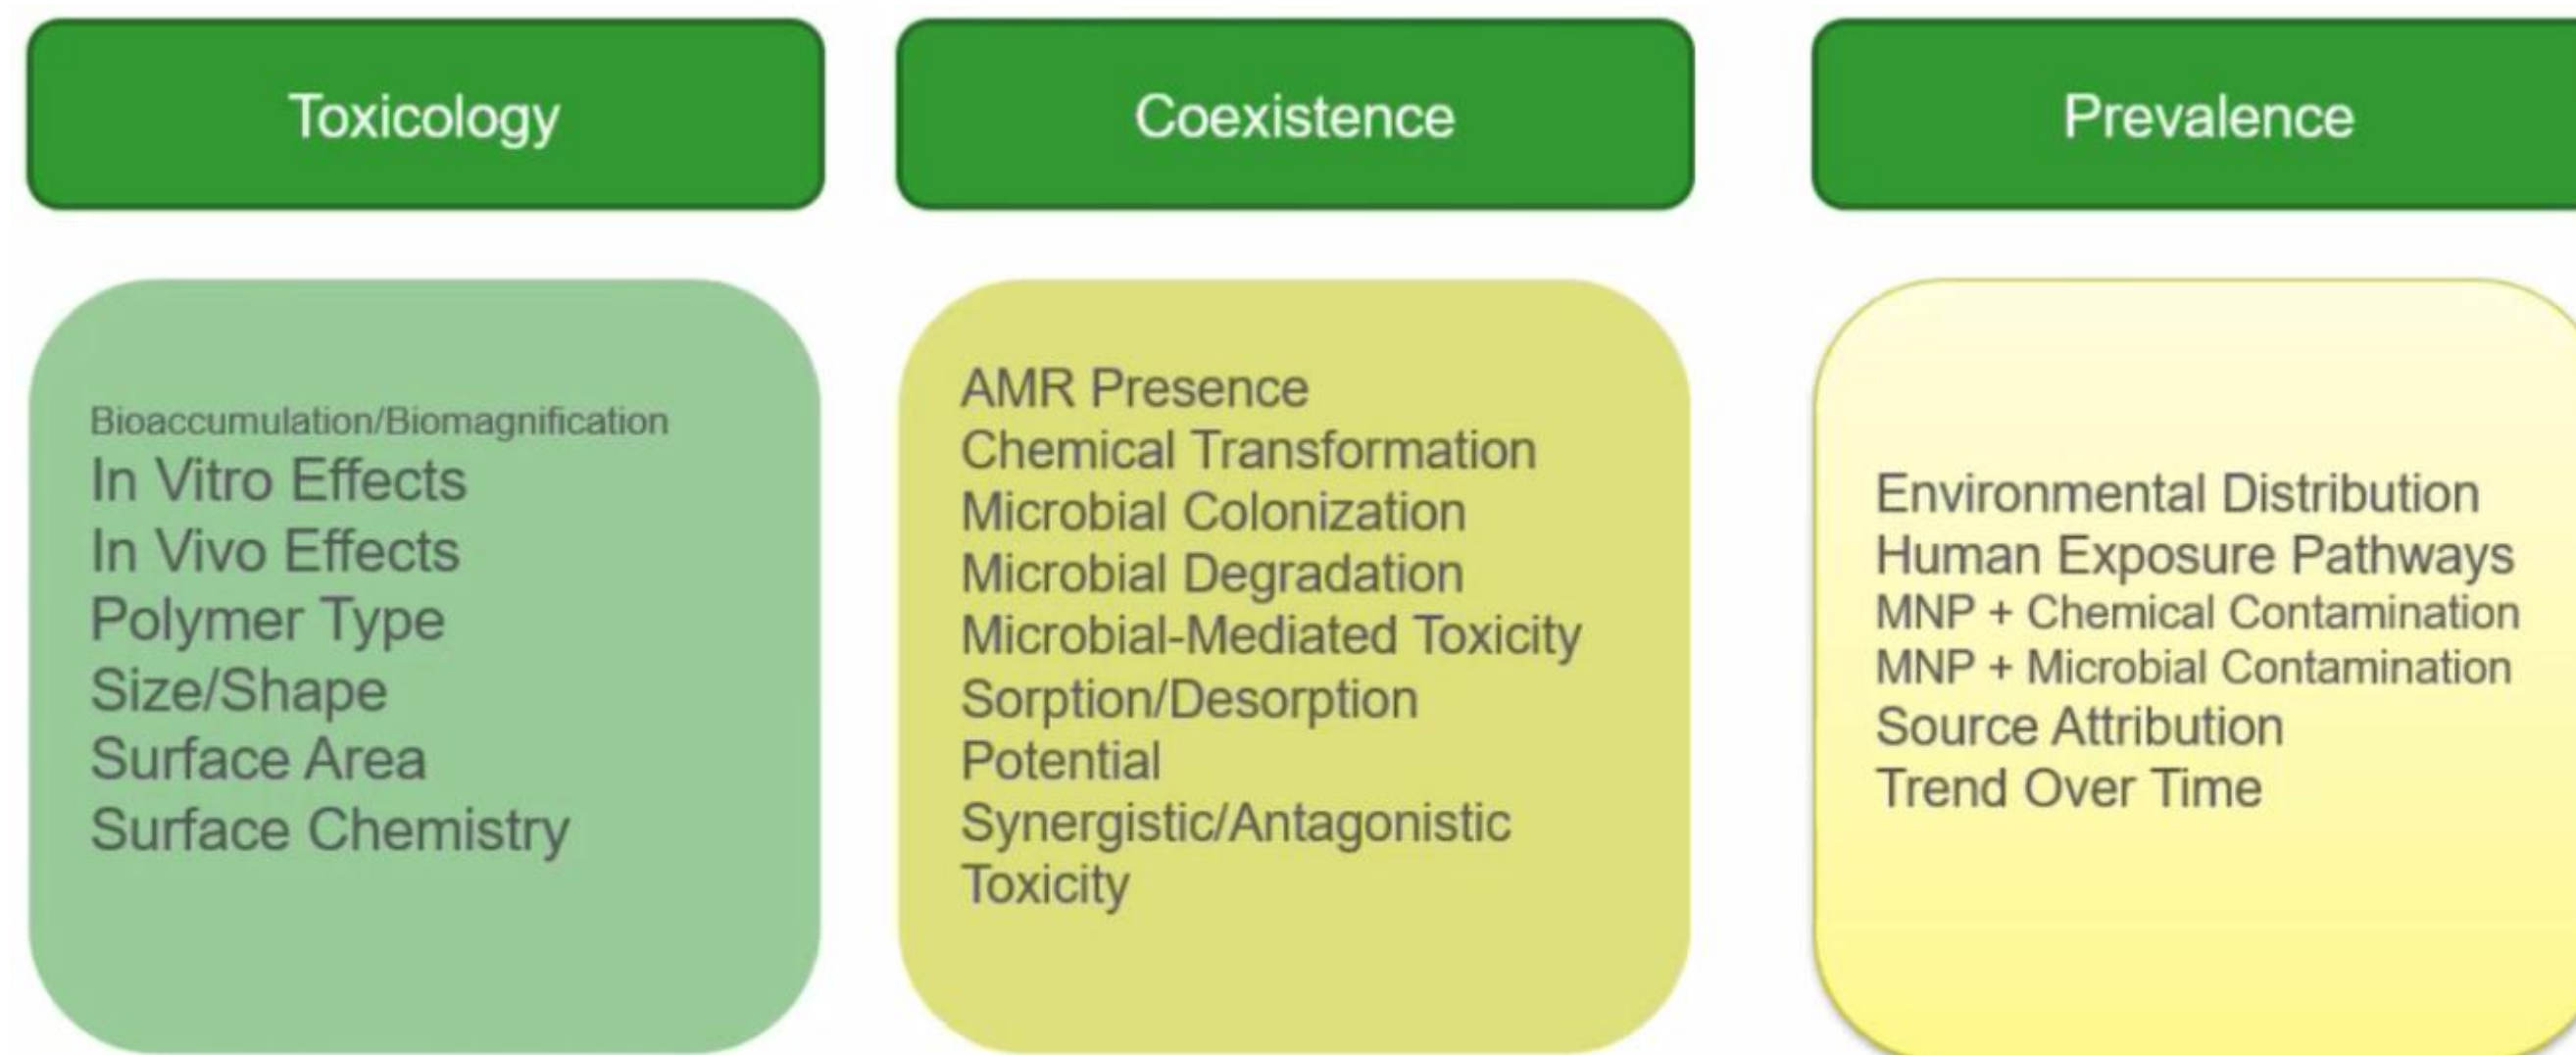 Toxicology
Bioaccumulation/Biomagnification
In Vitro Effects
In Vivo Effects
Polymer Type
Size/Shape
Surface Area
Surface Chemistry
Coexistence
AMR Presence
Chemical Transformation
Microbial Colonization
Microbial Degradation
Microbial-Mediated Toxicity
Sorption/Desorption
Potential
Synergistic/Antagonistic
Toxicity
Prevalence
Environmental Distribution
Human Exposure Pathways
MNP + Chemical Contamination
MNP + Microbial Contamination
Source Attribution
Trend Over Time